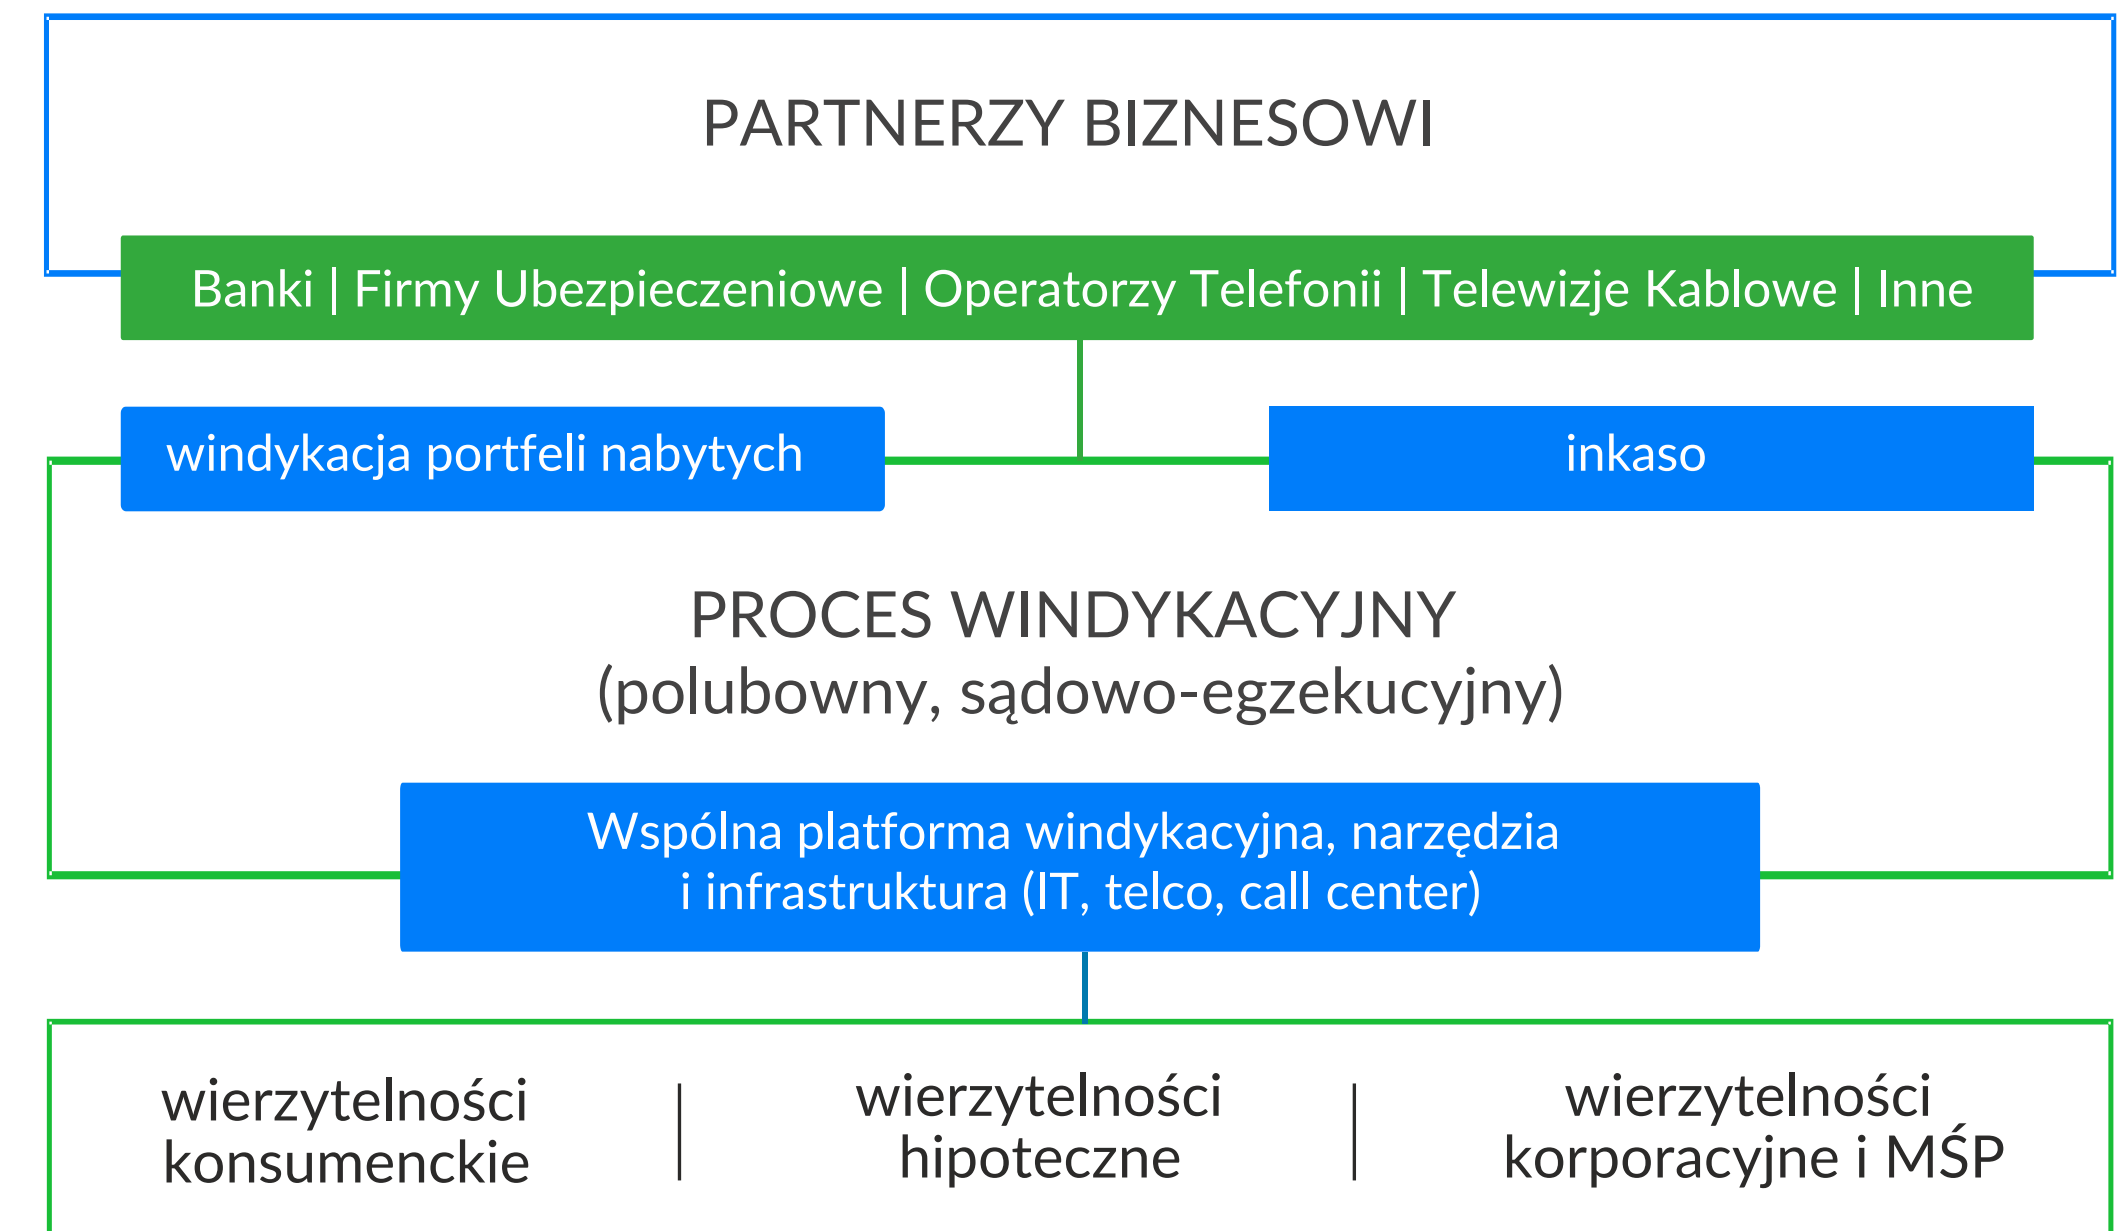 PARTNERZY BIZNESOWI
Banki | Firmy Ubezpieczeniowe | Operatorzy Telefonii | Telewizje Kablowe | Inne
windykacja portfeli nabytych
inkaso
PROCES WINDYKACYJNY
(polubowny, sądowo-egzekucyjny)
Wspólna platforma windykacyjna, narzędzia
i infrastruktura (IT, telco, call center)
wierzytelności
konsumenckie
wierzytelności
hipoteczne
wierzytelności
korporacyjne i MŚP